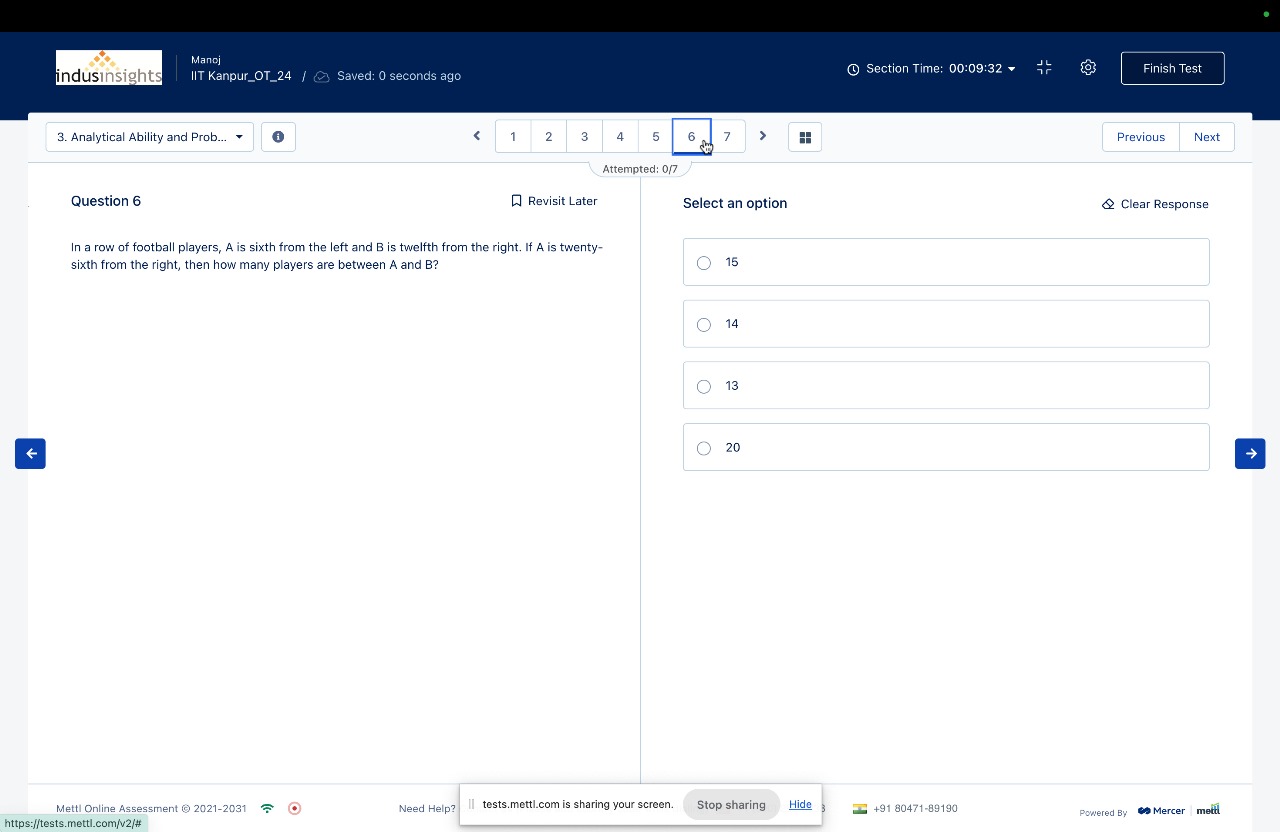 indusinsights
Manoj
IIT Kanpur_OT_24 / Saved: 0 seconds ago
Section Time: 00:09:32
Finish Test
3. Analytical Ability and Prob...
1 2 3 4 5 6 7
Previous Next
Attempted: 0/7
Question 6
Revisit Later
In a row of football players, A is sixth from the left and B is twelfth from the right. If A is twenty-
sixth from the right, then how many players are between A and B?
Select an option
Clear Response
15
14
13
20
Mettl Online Assessment © 2021-2031
Need Help?
tests.mettl.com is sharing your screen.
Stop sharing
Hide
3
+91 80471-89190
Powered By
Mercer | mettl
https://tests.mettl.com/v2/#